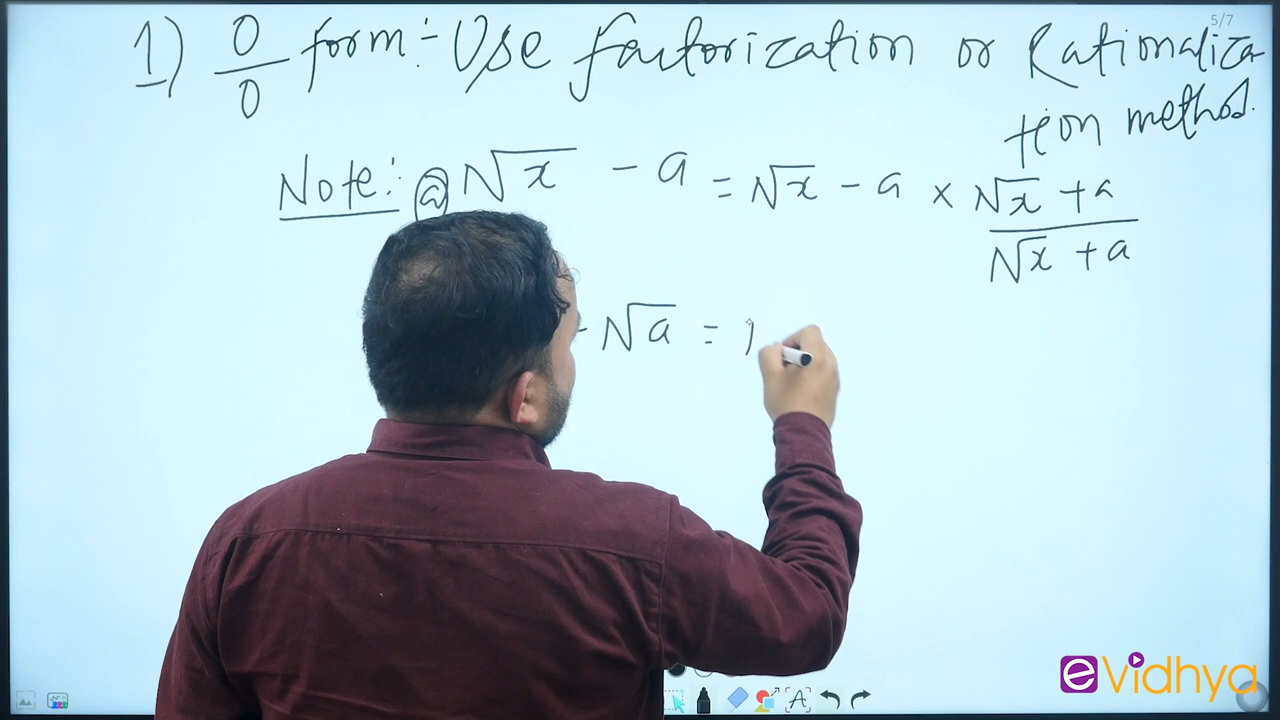 5/7
1) 0/0 form:- Use factorization or Rationaliza-
tion method.
Note: ⓐ √x - a = √x - a × (√x + a)/(√x + a)
- √a =
eVidhya